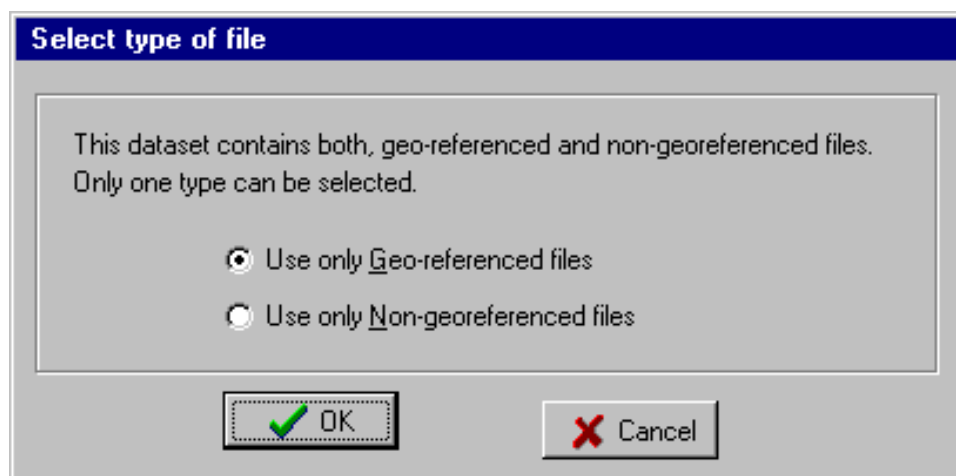 Select type of file
This dataset contains both, geo-referenced and non-georeferenced files.
Only one type can be selected.
Use only Geo-referenced files
Use only Non-georeferenced files
OK
Cancel